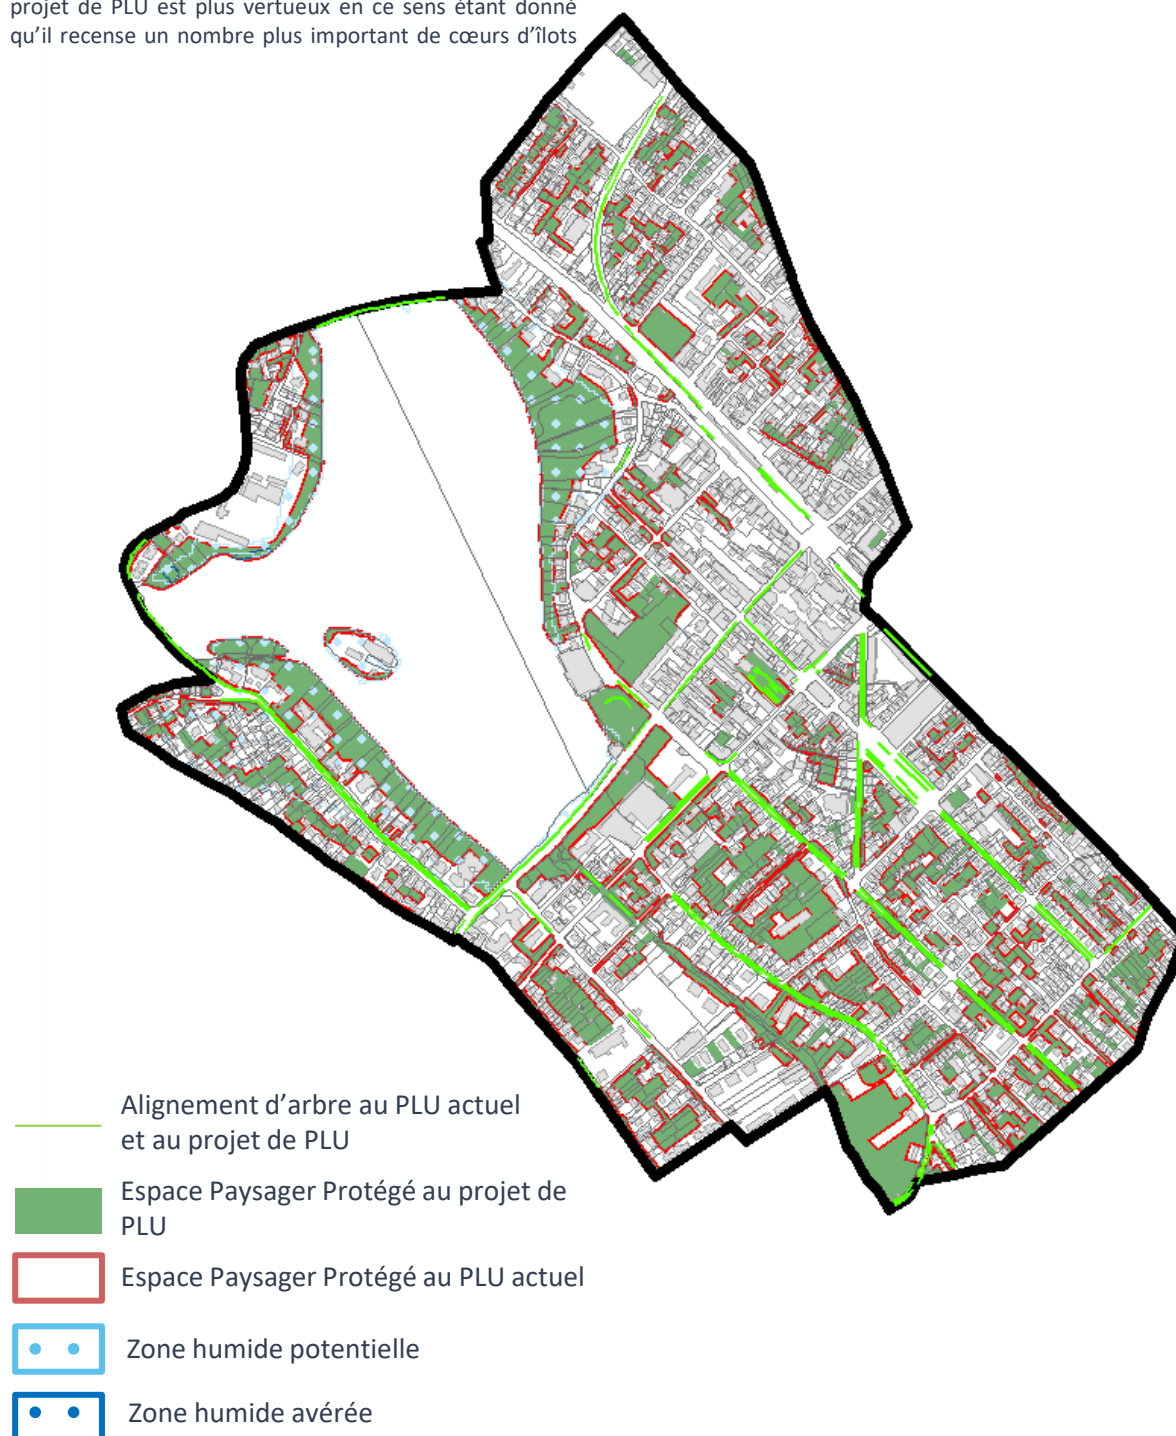 projet de PLU est plus vertueux en ce sens étant donné
qu’il recense un nombre plus important de cœurs d’îlots
Alignement d’arbre au PLU actuel
et au projet de PLU
Espace Paysager Protégé au projet de
PLU
Espace Paysager Protégé au PLU actuel
Zone humide potentielle
Zone humide avérée